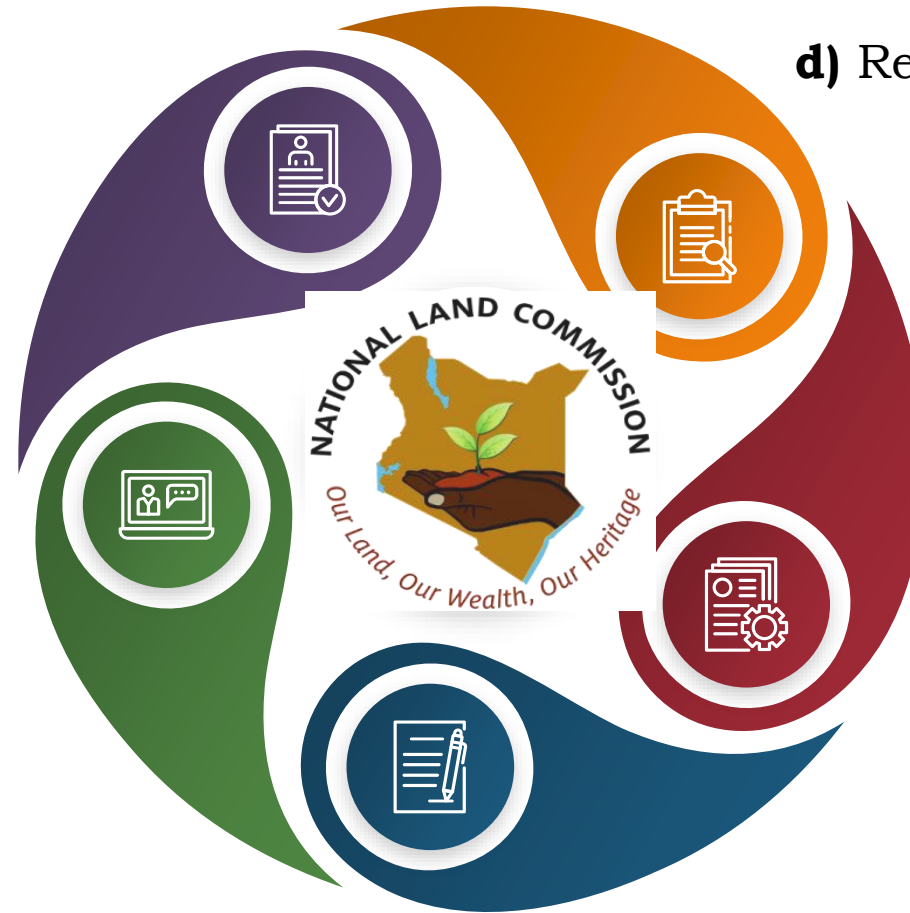 d) Re
NATIONAL LAND COMMISSION
Our Land, Our Wealth, Our Heritage